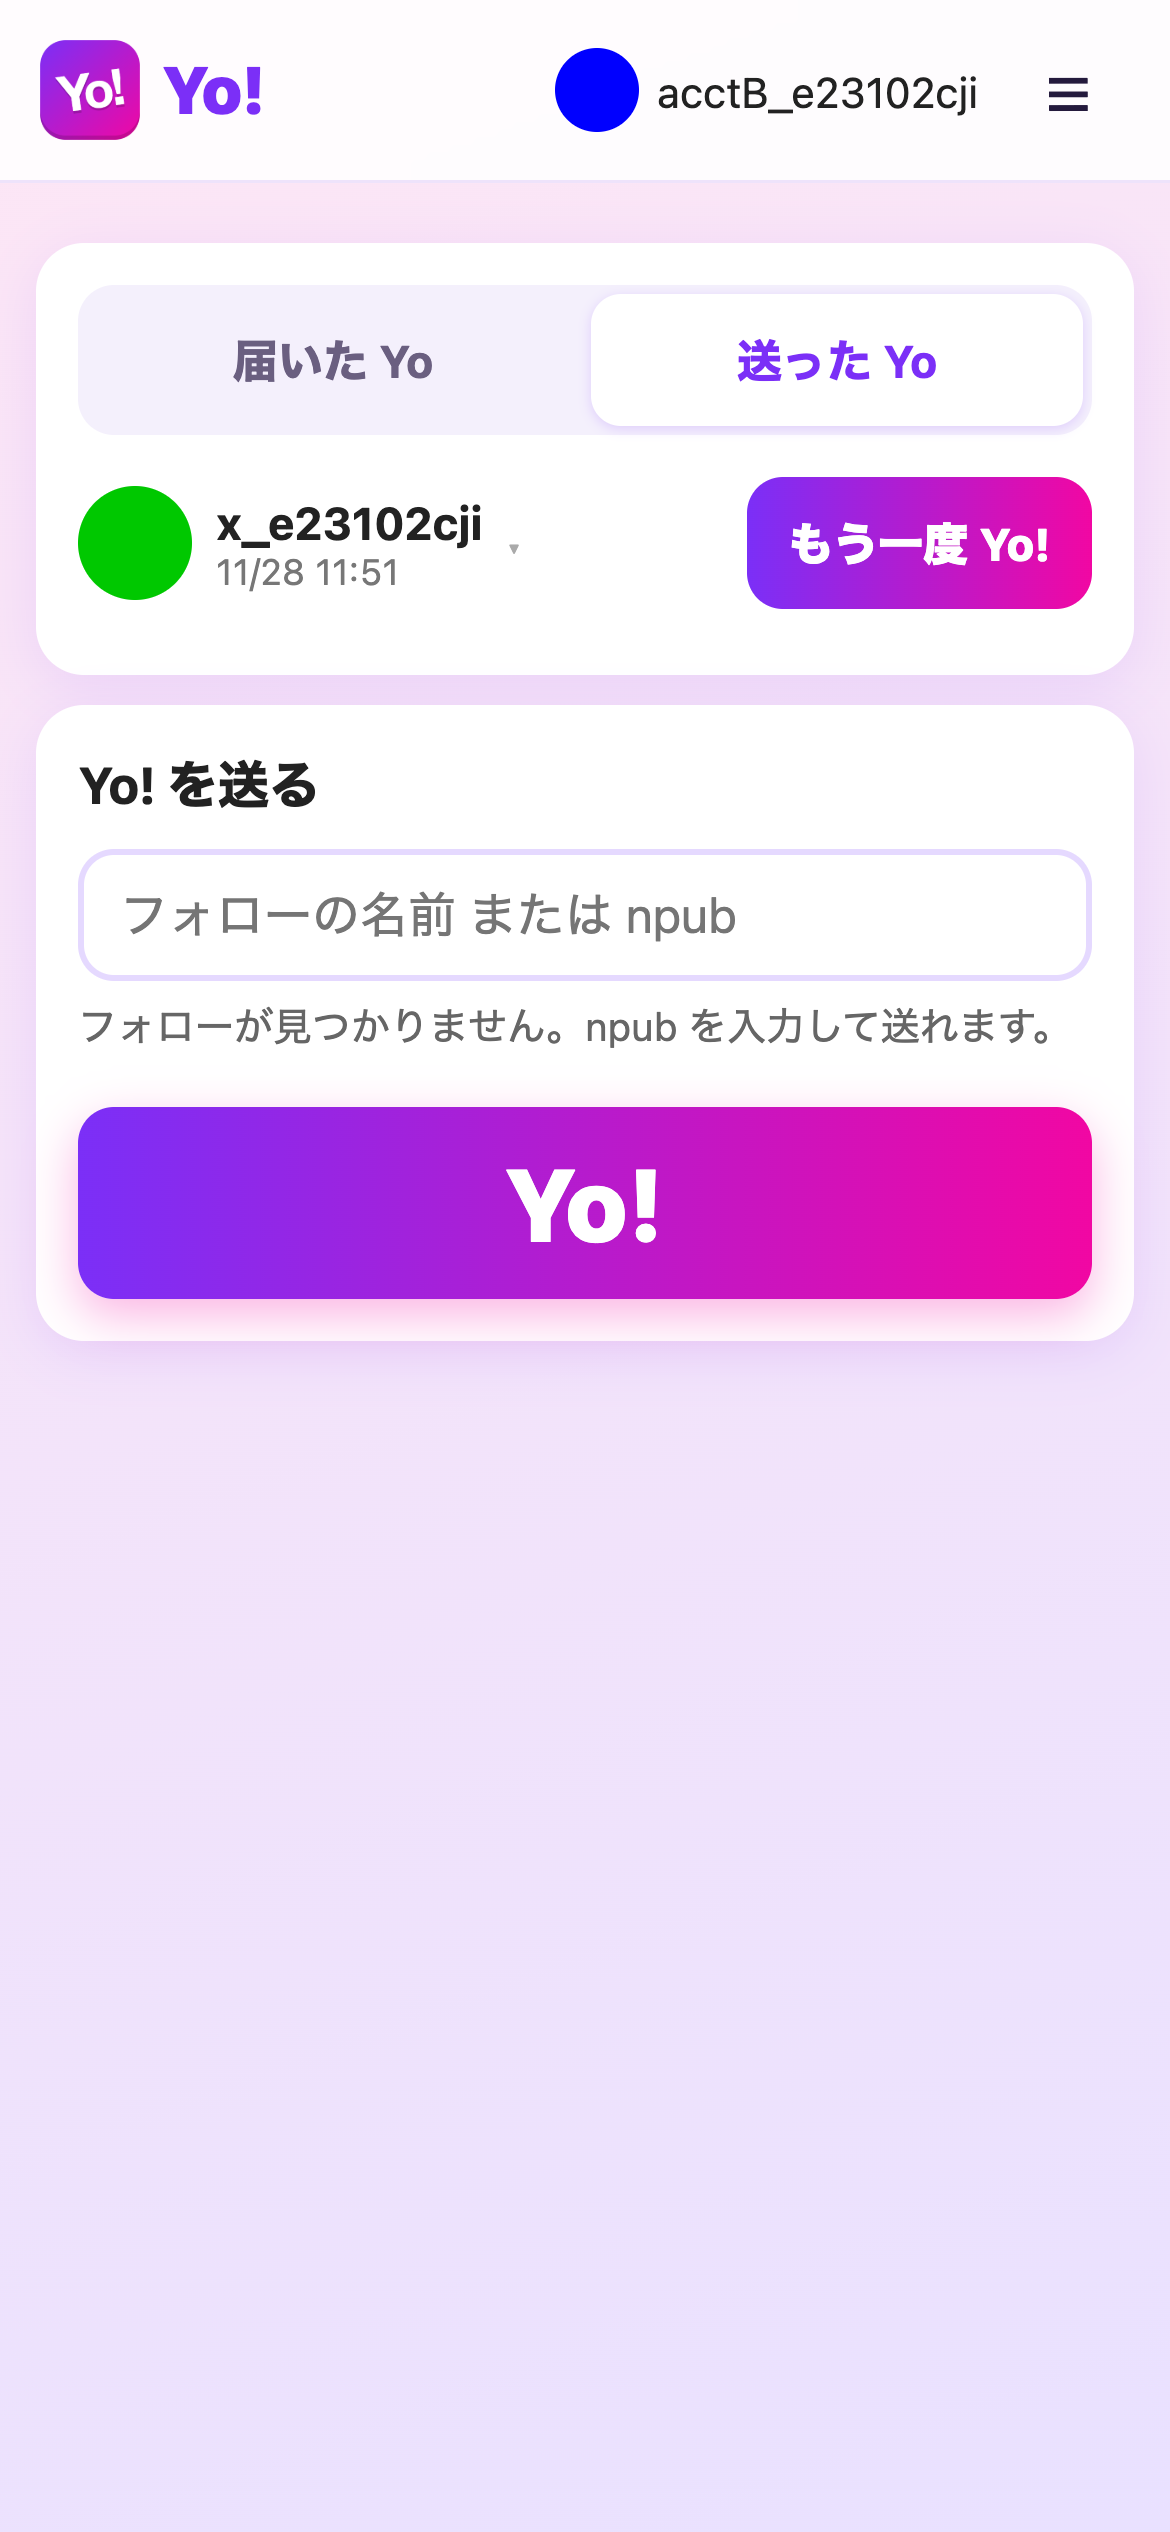 Yo! Yo! acctB_e23102cji
届いた Yo 送った Yo
x_e23102cji
11/28 11:51
もう一度 Yo!
Yo! を送る
フォローの名前 または npub
フォローが見つかりません。npub を入力して送れます。
Yo!